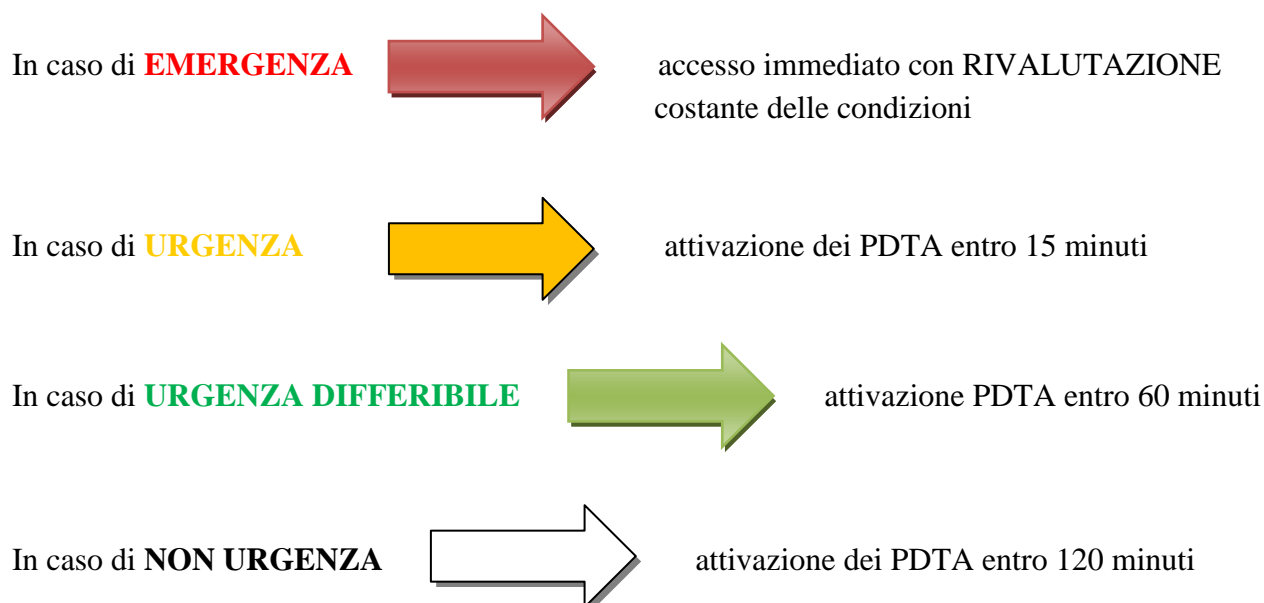 In caso di EMERGENZA accesso immediato con RIVALUTAZIONE
costante delle condizioni
In caso di URGENZA attivazione dei PDTA entro 15 minuti
In caso di URGENZA DIFFERIBILE attivazione PDTA entro 60 minuti
In caso di NON URGENZA attivazione dei PDTA entro 120 minuti